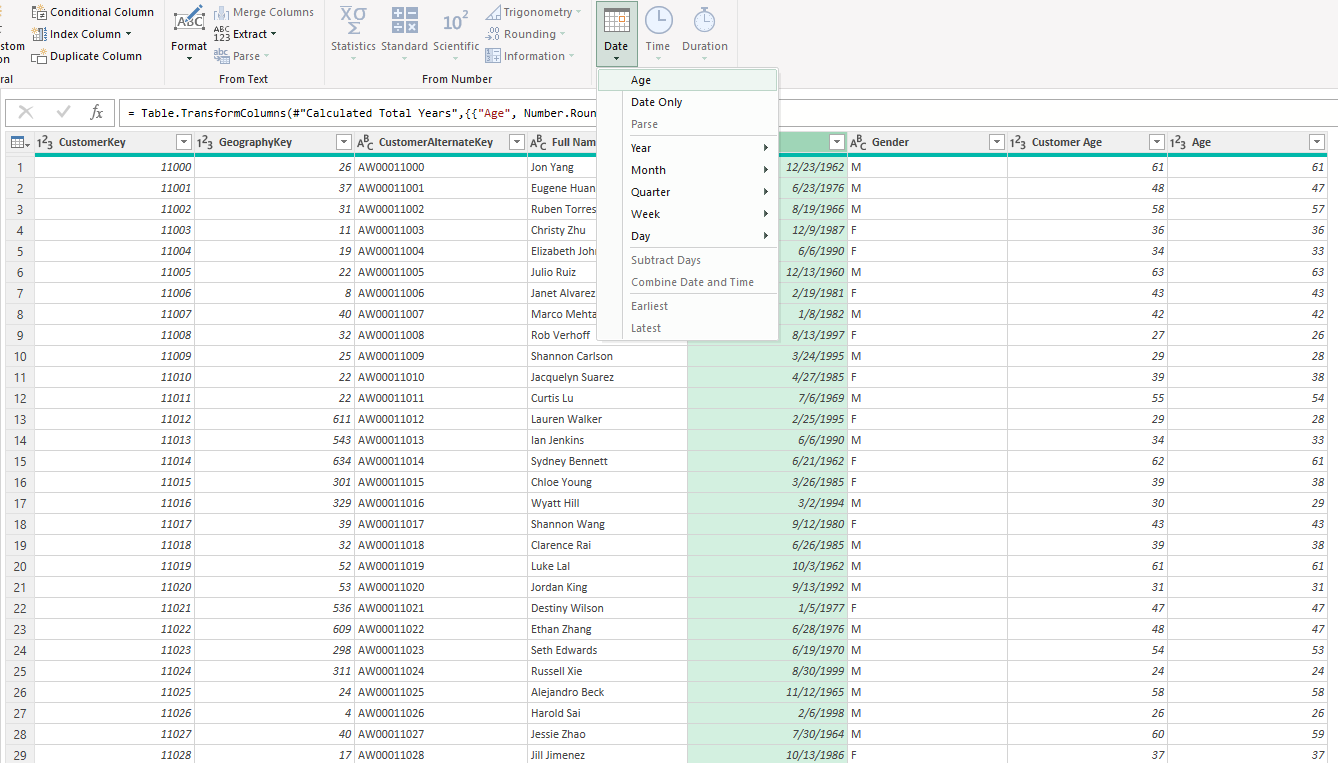 Conditional Column
Merge Columns
Trigonometry
stom
Index Column
Extract
Rounding
on
Duplicate Column
Format
Parse
Statistics
Standard
Scientific
Information
Date
Time
Duration
ral
From Text
From Number
Age
Date Only
Parse
Year
Month
Quarter
Week
Day
Subtract Days
Combine Date and Time
Earliest
Latest
fx = Table.TransformColumns(#"Calculated Total Years",{{"Age", Number.Roun
CustomerKey GeographyKey CustomerAlternateKey Full Nam Gender Customer Age Age
1 11000 26 AW00011000 Jon Yang 12/23/1962 M 61 61
2 11001 37 AW00011001 Eugene Huan 6/23/1976 M 48 47
3 11002 31 AW00011002 Ruben Torres 8/19/1966 M 58 57
4 11003 11 AW00011003 Christy Zhu 12/9/1987 F 36 36
5 11004 19 AW00011004 Elizabeth Joh 6/6/1990 F 34 33
6 11005 22 AW00011005 Julio Ruiz 12/13/1960 M 63 63
7 11006 8 AW00011006 Janet Alvarez 2/19/1981 F 43 43
8 11007 40 AW00011007 Marco Mehta 1/8/1982 M 42 42
9 11008 32 AW00011008 Rob Verhoff 8/13/1997 F 27 26
10 11009 25 AW00011009 Shannon Carlson 3/24/1995 M 29 28
11 11010 22 AW00011010 Jacquelyn Suarez 4/27/1985 F 39 38
12 11011 22 AW00011011 Curtis Lu 7/6/1969 M 55 54
13 11012 611 AW00011012 Lauren Walker 2/25/1995 F 29 28
14 11013 543 AW00011013 Ian Jenkins 6/6/1990 M 34 33
15 11014 634 AW00011014 Sydney Bennett 6/21/1962 F 62 61
16 11015 301 AW00011015 Chloe Young 3/26/1985 F 39 38
17 11016 329 AW00011016 Wyatt Hill 3/2/1994 M 30 29
18 11017 39 AW00011017 Shannon Wang 9/12/1980 F 43 43
19 11018 32 AW00011018 Clarence Rai 6/26/1985 M 39 38
20 11019 52 AW00011019 Luke Lal 10/3/1962 M 61 61
21 11020 53 AW00011020 Jordan King 9/13/1992 M 31 31
22 11021 536 AW00011021 Destiny Wilson 1/5/1977 F 47 47
23 11022 609 AW00011022 Ethan Zhang 6/28/1976 M 48 47
24 11023 298 AW00011023 Seth Edwards 6/19/1970 M 54 53
25 11024 311 AW00011024 Russell Xie 8/30/1999 M 24 24
26 11025 24 AW00011025 Alejandro Beck 11/12/1965 M 58 58
27 11026 4 AW00011026 Harold Sai 2/6/1998 M 26 26
28 11027 40 AW00011027 Jessie Zhao 7/30/1964 M 60 59
29 11028 17 AW00011028 Jill Jimenez 10/13/1986 F 37 37